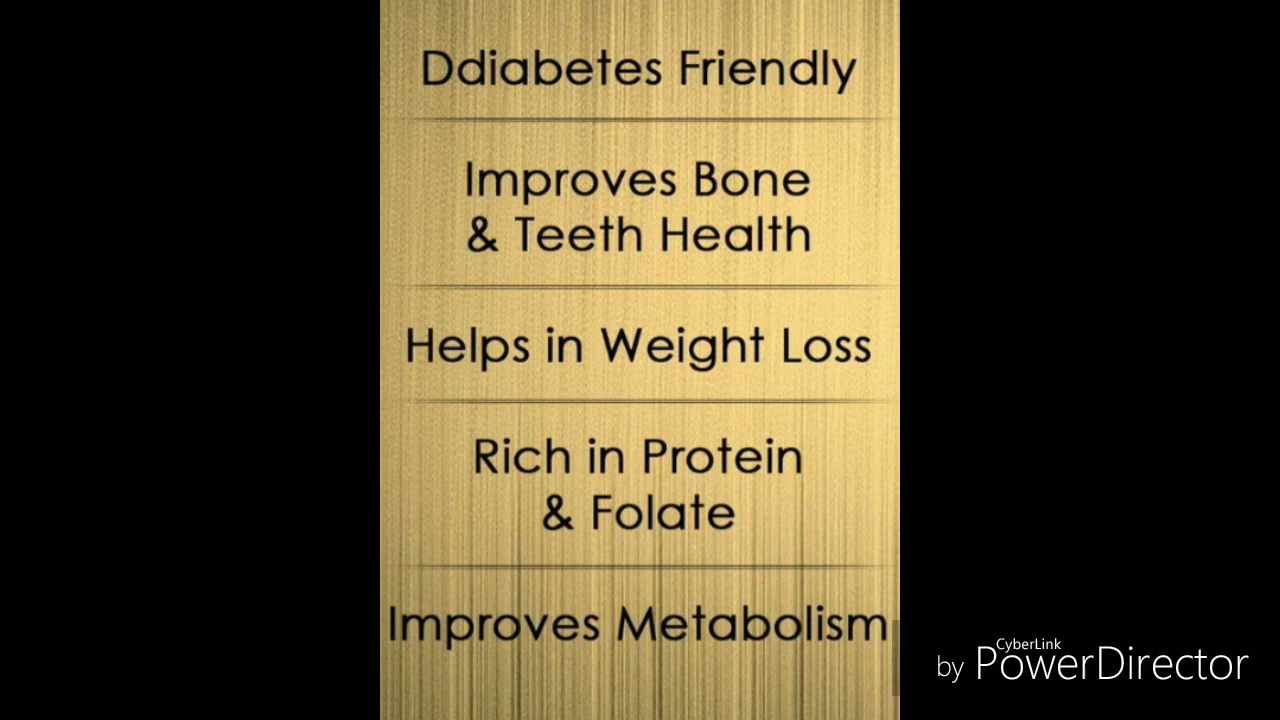 Ddiabetes Friendly
Improves Bone
& Teeth Health
Helps in Weight Loss
Rich in Protein
& Folate
Improves Metabolism
CyberLink
by PowerDirector